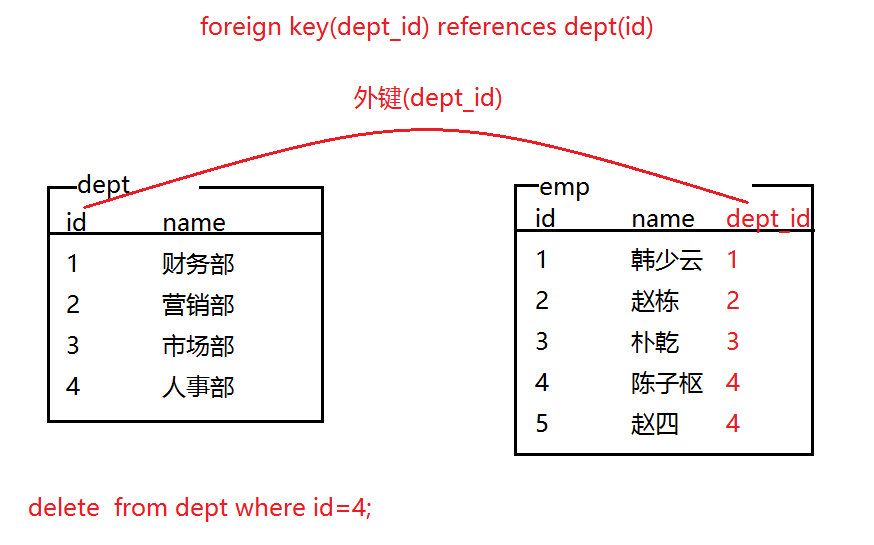 foreign key(dept_id) references dept(id)
外键(dept_id)
dept
id name
1 财务部
2 营销部
3 市场部
4 人事部
emp
id name dept_id
1 韩少云 1
2 赵栋 2
3 朴乾 3
4 陈子枢 4
5 赵四 4
delete  from dept where id=4;